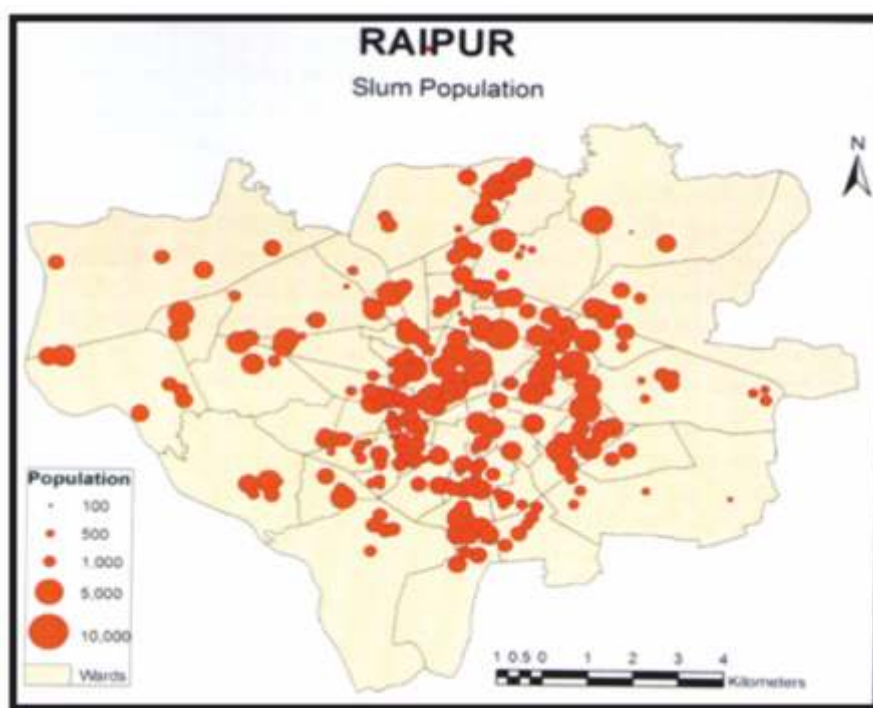 RAIPUR
Slum Population
N
Population
100
500
1,000
5,000
10,000
Wards
1 0.5 0 1 2 3 4
Kilometers